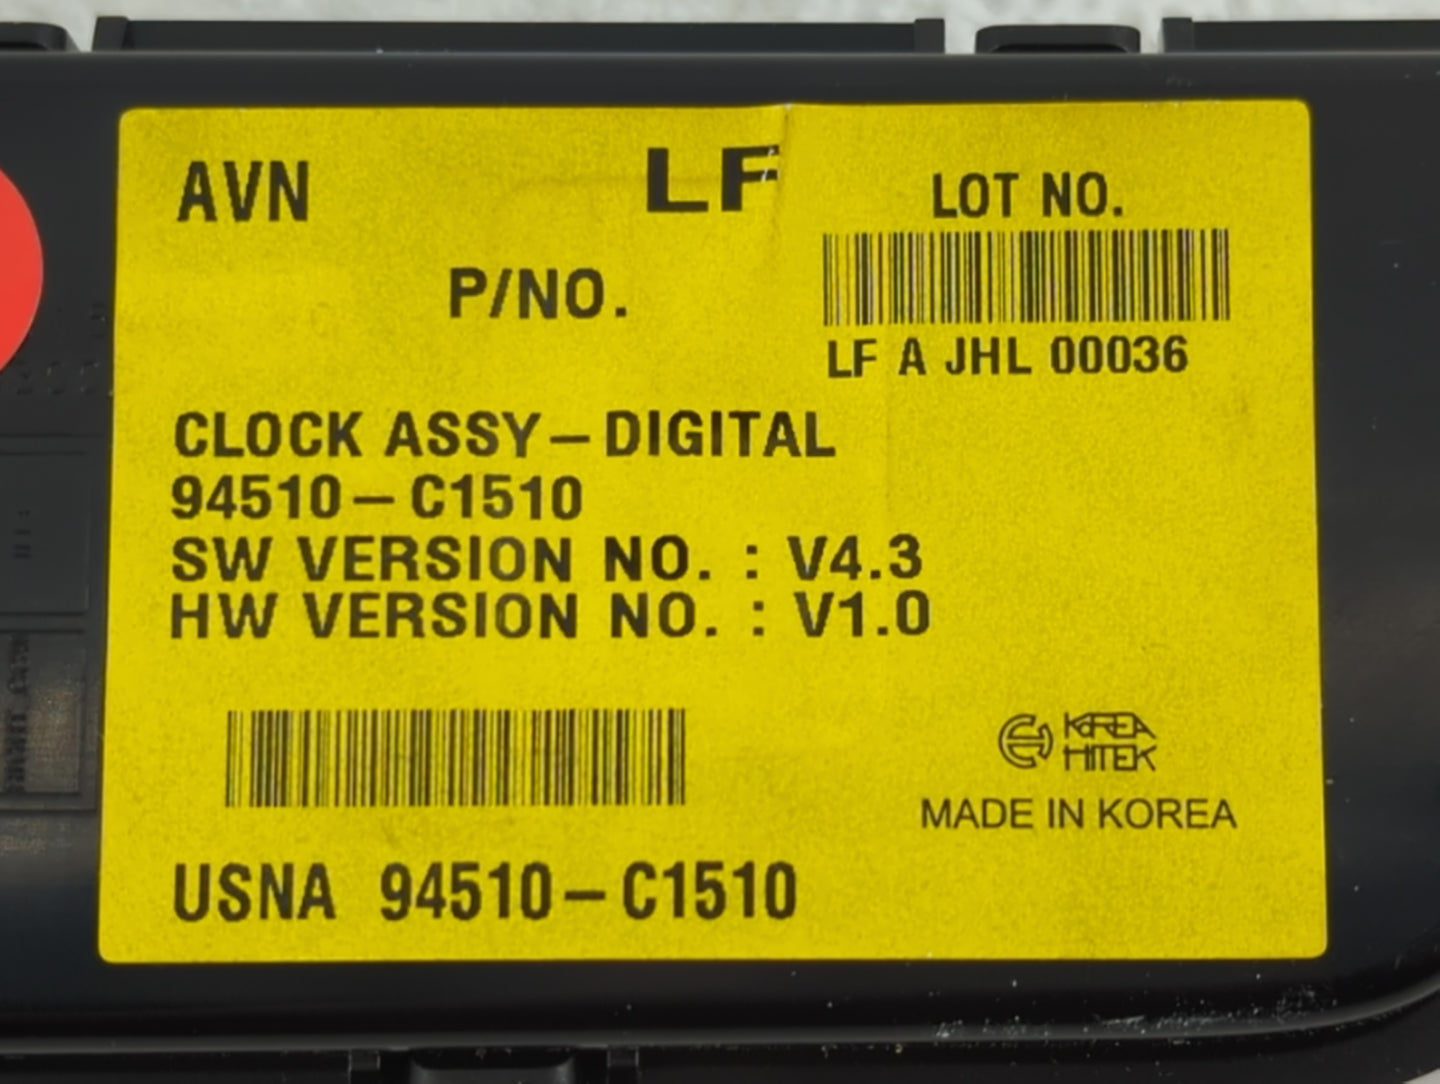 AVN LF
LOT NO.
P/NO.
LF A JHL 00036
CLOCK ASSY-DIGITAL
94510-C1510
SW VERSION NO. : V4.3
HW VERSION NO. : V1.0
KOREA
HITEK
MADE IN KOREA
USNA 94510-C1510